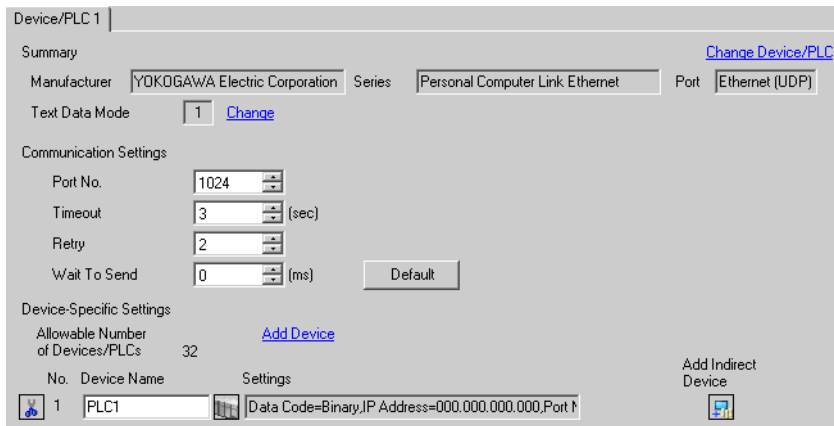 Device/PLC 1
Summary
Change Device/PLC
Manufacturer YOKOGAWA Electric Corporation Series Personal Computer Link Ethernet Port Ethernet (UDP)
Text Data Mode 1 Change
Communication Settings
Port No. 1024
Timeout 3 (sec)
Retry 2
Wait To Send 0 (ms) Default
Device-Specific Settings
Allowable Number
of Devices/PLCs 32 Add Device
Add Indirect
Device
No. Device Name Settings
1 PLC1 Data Code=Binary,IP Address=000.000.000.000,Port